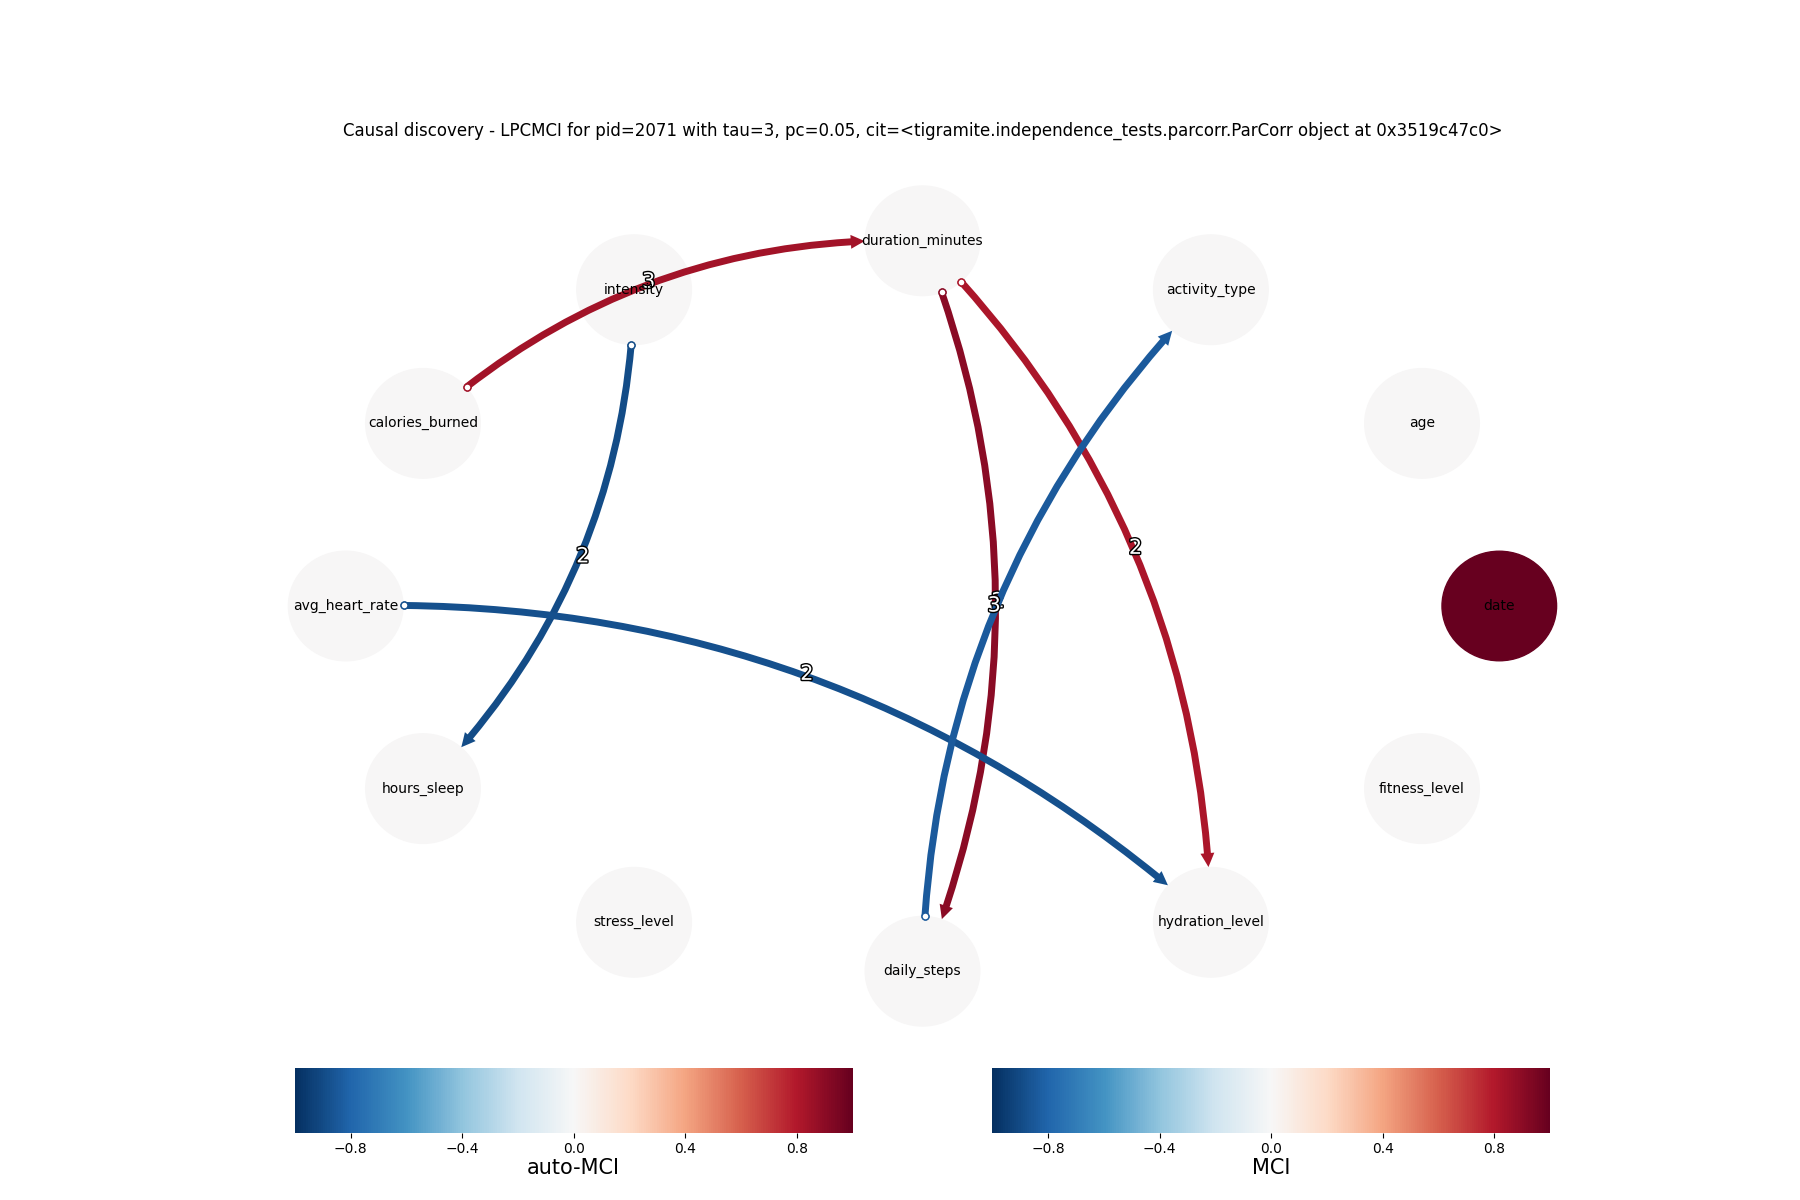 Causal discovery - LPCMCI for pid=2071 with tau=3, pc=0.05, cit=<tigramite.independence_tests.parcorr.ParCorr object at 0x3519c47c0>
duration_minutes
3
intensity
activity_type
calories_burned
age
2
2
avg_heart_rate
3
date
2
hours_sleep
fitness_level
stress_level
hydration_level
daily_steps
−0.8 −0.4 0.0 0.4 0.8
auto-MCI
−0.8 −0.4 0.0 0.4 0.8
MCI